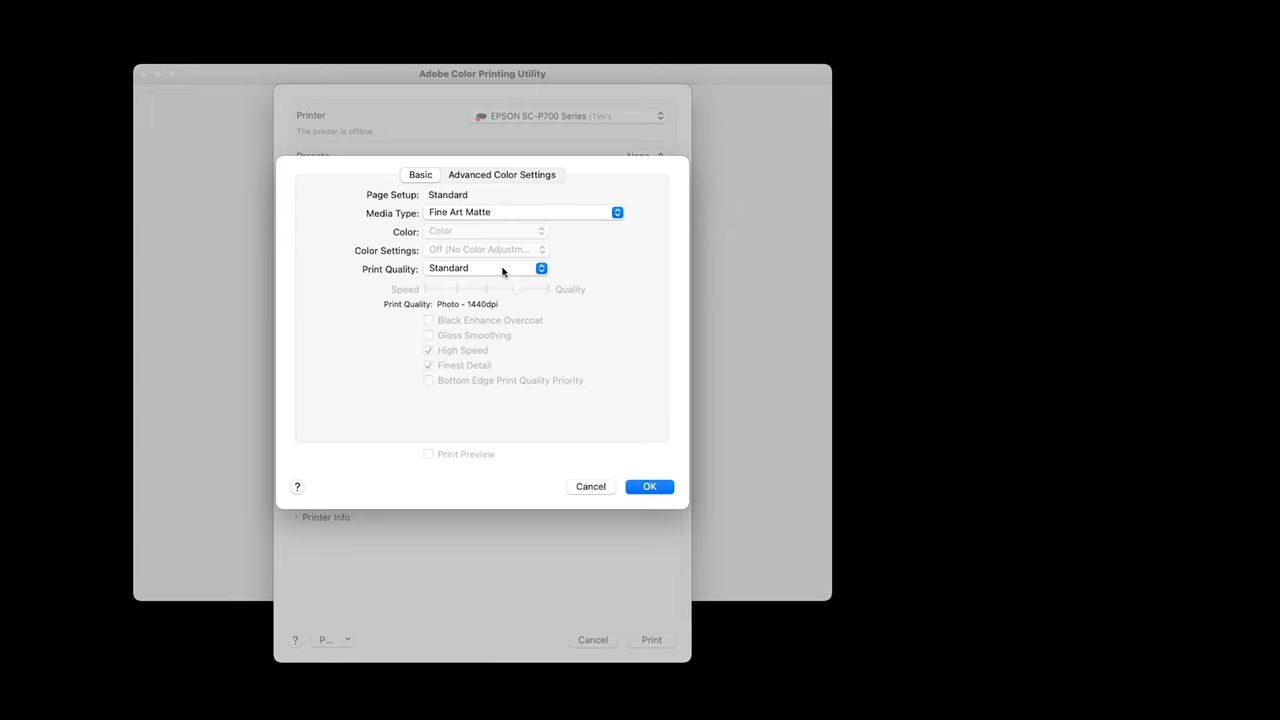 Adobe Color Printing Utility
Printer EPSON SC-P700 Series (Tim's
The printer is offline.
Presets None
Basic Advanced Color Settings
Page Setup: Standard
Media Type: Fine Art Matte
Color: Color
Color Settings: Off (No Color Adjustm...
Print Quality: Standard
Speed Quality
Print Quality: Photo - 1440dpi
Black Enhance Overcoat
Gloss Smoothing
High Speed
Finest Detail
Bottom Edge Print Quality Priority
Print Preview
? Cancel OK
Printer Info
? P... Cancel Print